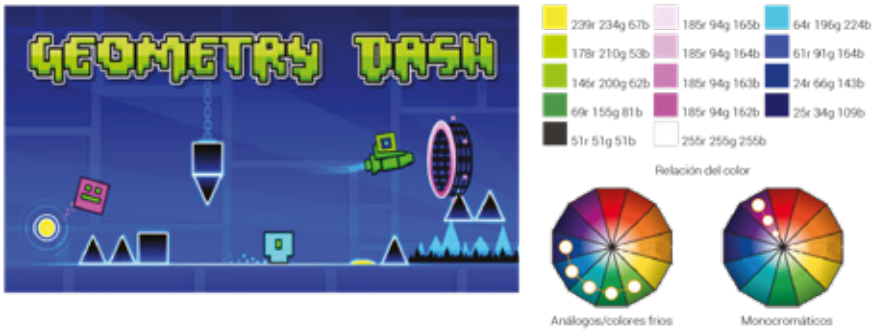 GEOMETRY DASH
239r 234g 67b
178r 210g 53b
146r 200g 62b
69r 155g 81b
51r 51g 51b
185r 94g 165b
185r 94g 164b
185r 94g 163b
185r 94g 162b
255r 255g 255b
64r 196g 224b
61r 91g 164b
24r 66g 143b
25r 34g 109b
Relación del color
Análogos/colores frios
Monocromáticos